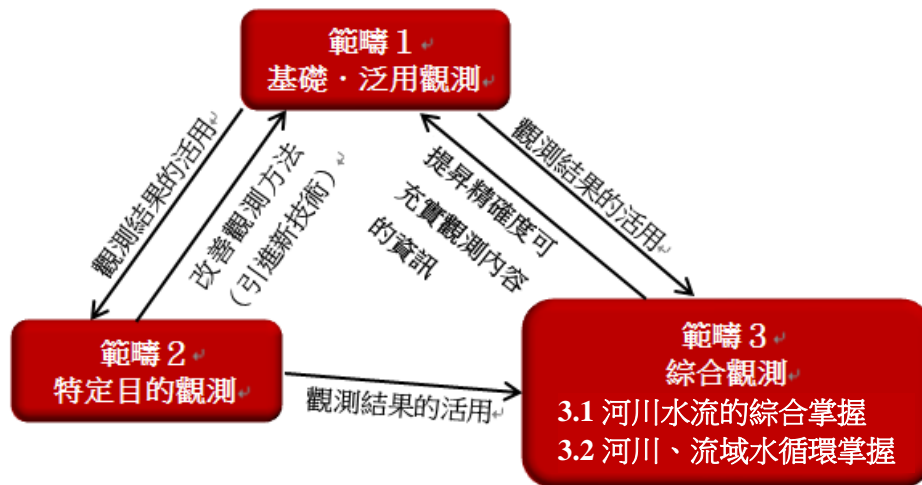 範疇1
基礎．泛用觀測
觀測結果的活用
改善觀測方法
(引進新技術)
提昇精確度可
充實觀測內容
的資訊
觀測結果的活用
範疇2
特定目的觀測
觀測結果的活用
範疇3
綜合觀測
3.1 河川水流的綜合掌握
3.2 河川、流域水循環掌握